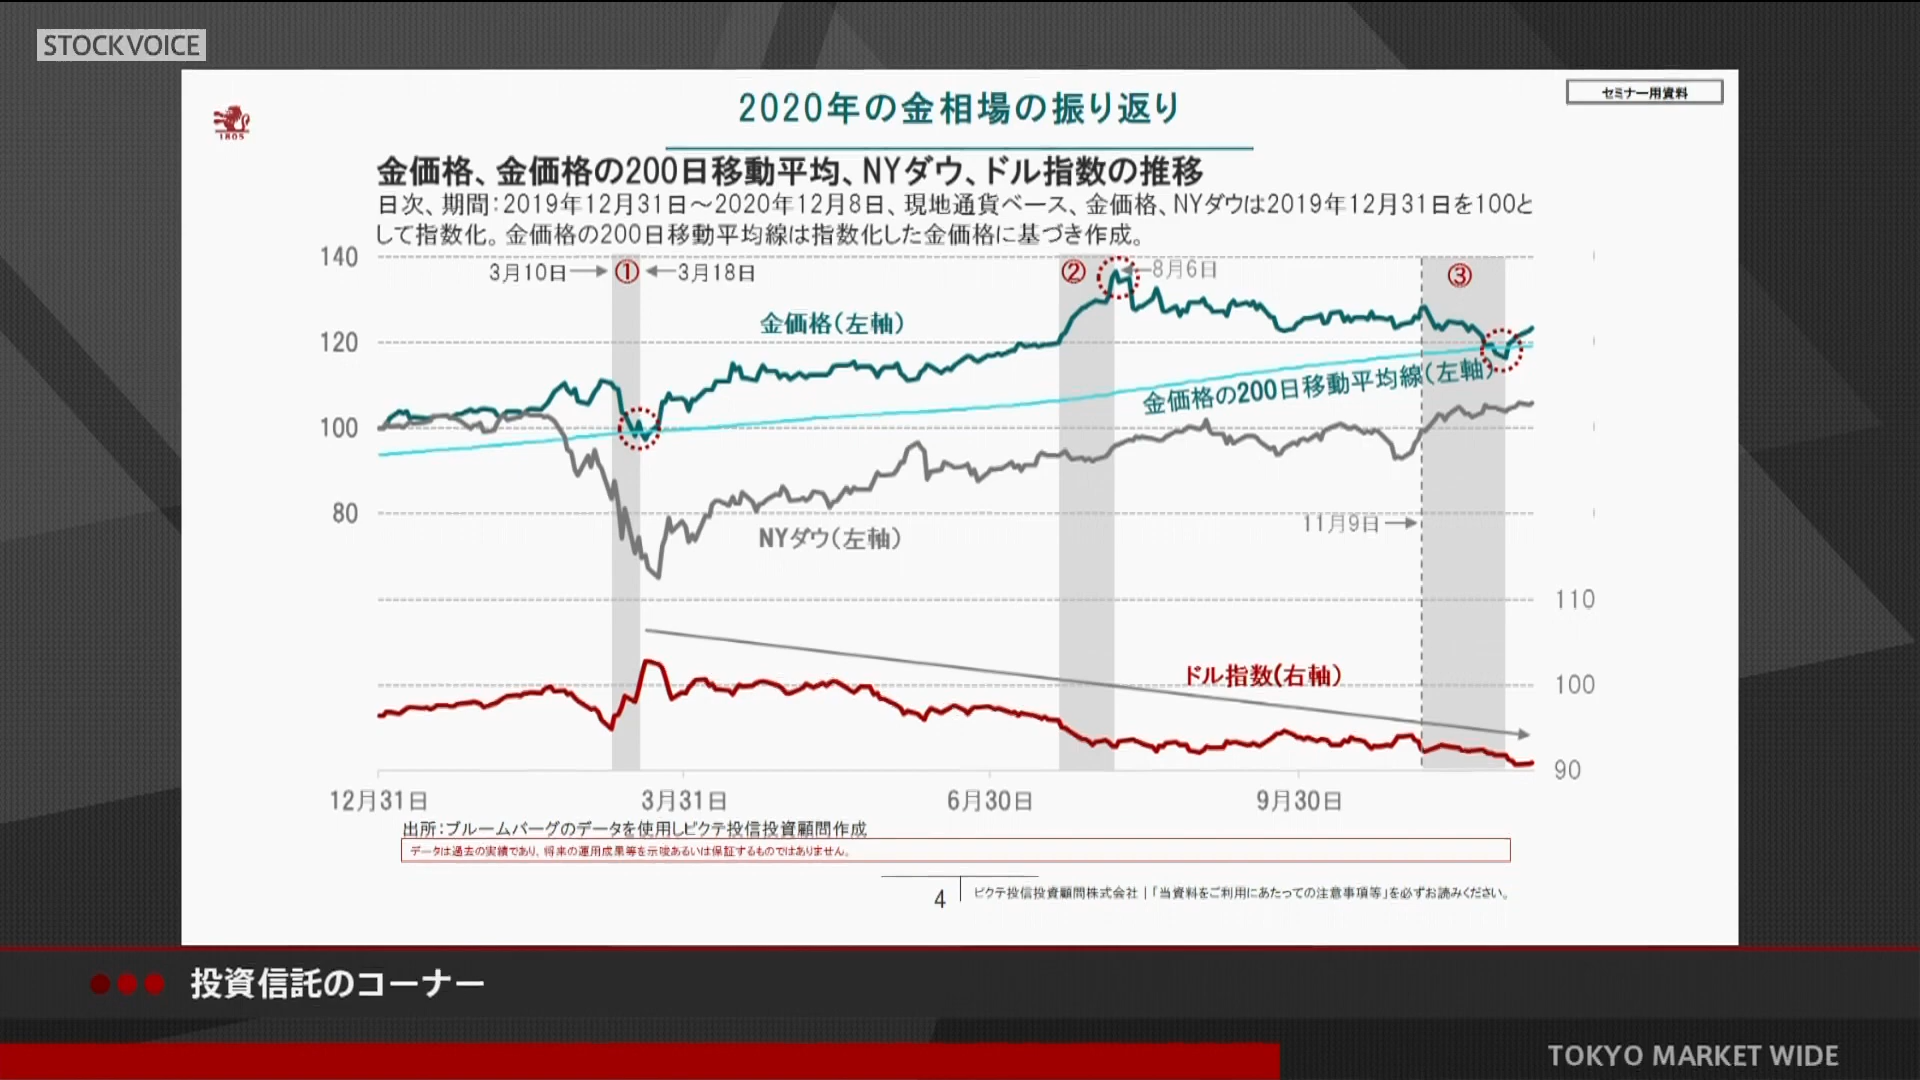 STOCKVOICE
2020年の金相場の振り返り
セミナー用資料
1805
金価格、金価格の200日移動平均、NYダウ、ドル指数の推移
日次、期間：2019年12月31日～2020年12月8日、現地通貨ベース、金価格、NYダウは2019年12月31日を100と
して指数化。金価格の200日移動平均線は指数化した金価格に基づき作成。
140
3月10日 ① 3月18日
② 8月6日
③
金価格（左軸）
120
金価格の200日移動平均線（左軸）
100
80
NYダウ（左軸）
11月9日
110
ドル指数(右軸）
100
90
12月31日 3月31日 6月30日 9月30日
出所：ブルームバーグのデータを使用しピクテ投信投資顧問作成
データは過去の実績であり、将来の運用成果等を示唆あるいは保証するものではありません。
4 ピクテ投信投資顧問株式会社｜「当資料をご利用にあたっての注意事項等」を必ずお読みください。
投資信託のコーナー
TOKYO MARKET WIDE